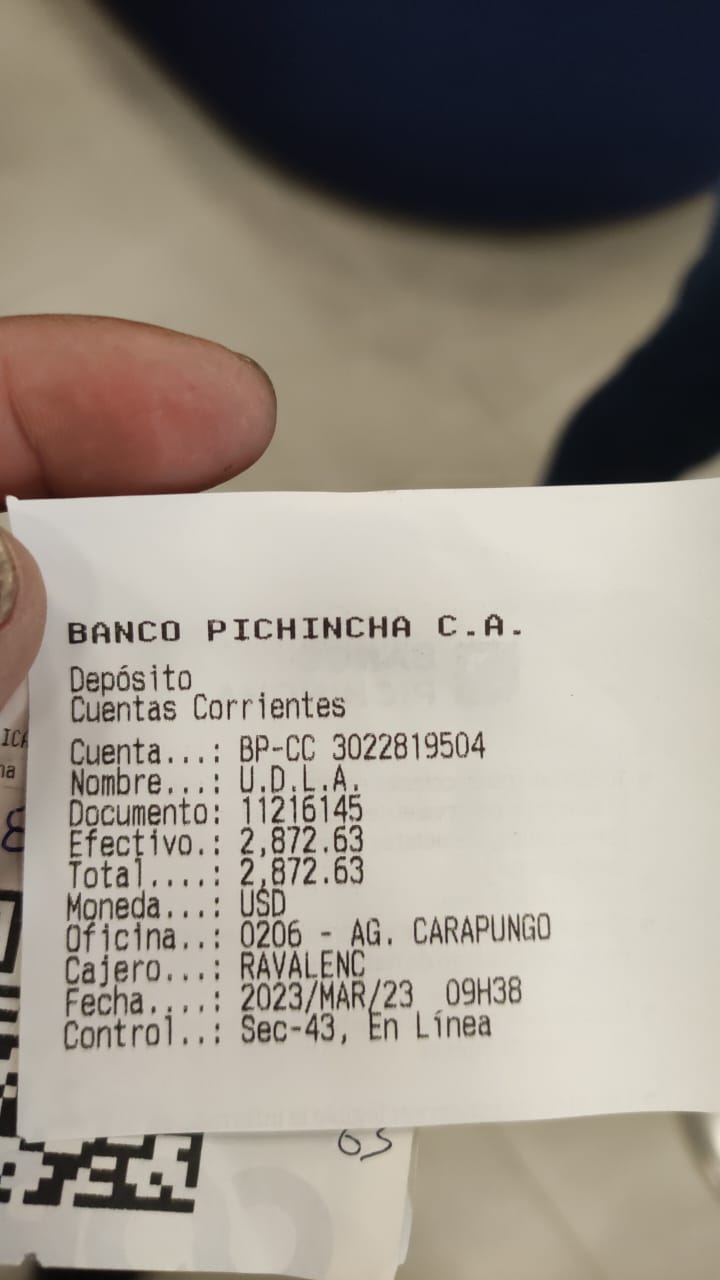 BANCO PICHINCHA C.A.
Depósito
Cuentas Corrientes
Cuenta...: BP-CC 3022819504
Nombre...: U.D.L.A.
Documento: 11216145
Efectivo.: 2,872.63
Total....: 2,872.63
Moneda...: USD
Oficina..: 0206 - AG. CARAPUNGO
Cajero...: RAVALENC
Fecha....: 2023/MAR/23 09H38
Control..: Sec-43, En Línea